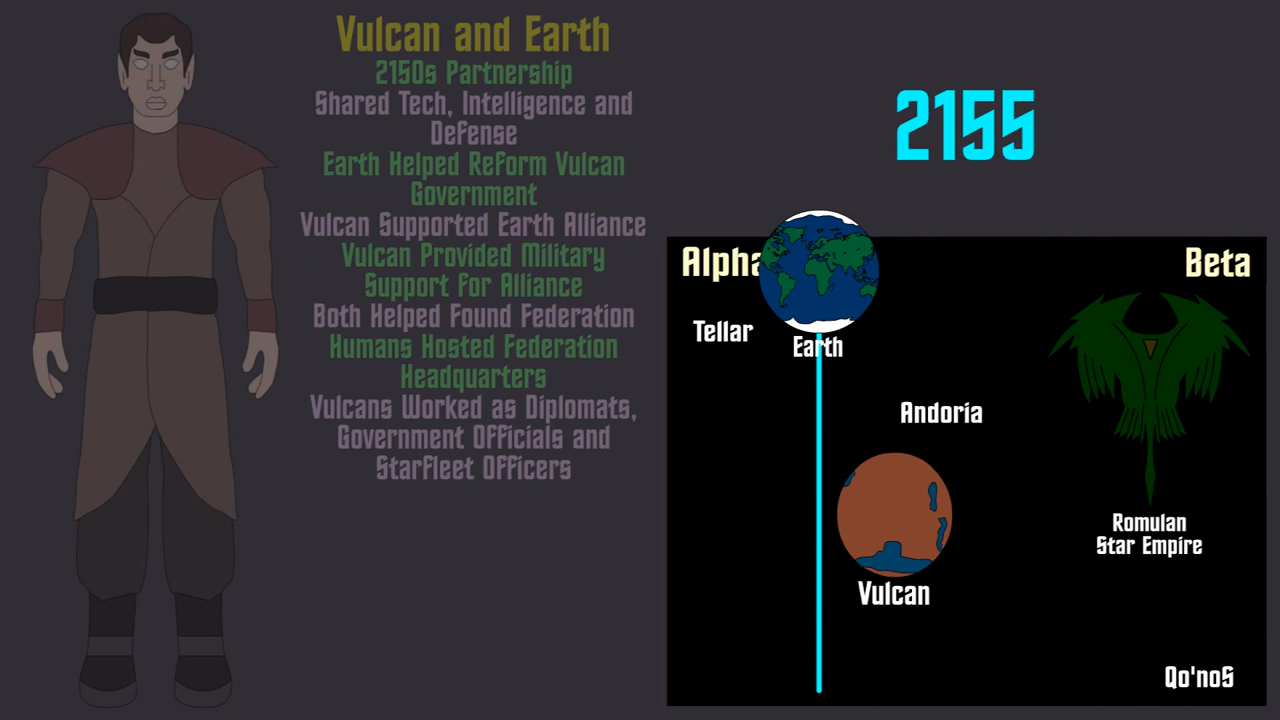 Vulcan and Earth
2150s Partnership
Shared Tech, Intelligence and
Defense
Earth Helped Reform Vulcan
Government
Vulcan Supported Earth Alliance
Vulcan Provided Military
Support for Alliance
Both Helped Found Federation
Humans Hosted Federation
Headquarters
Vulcans Worked as Diplomats,
Government Officials and
Starfleet Officers
2155
Alpha
Beta
Tellar
Earth
Andoria
Romulan
Star Empire
Vulcan
Qo'noS